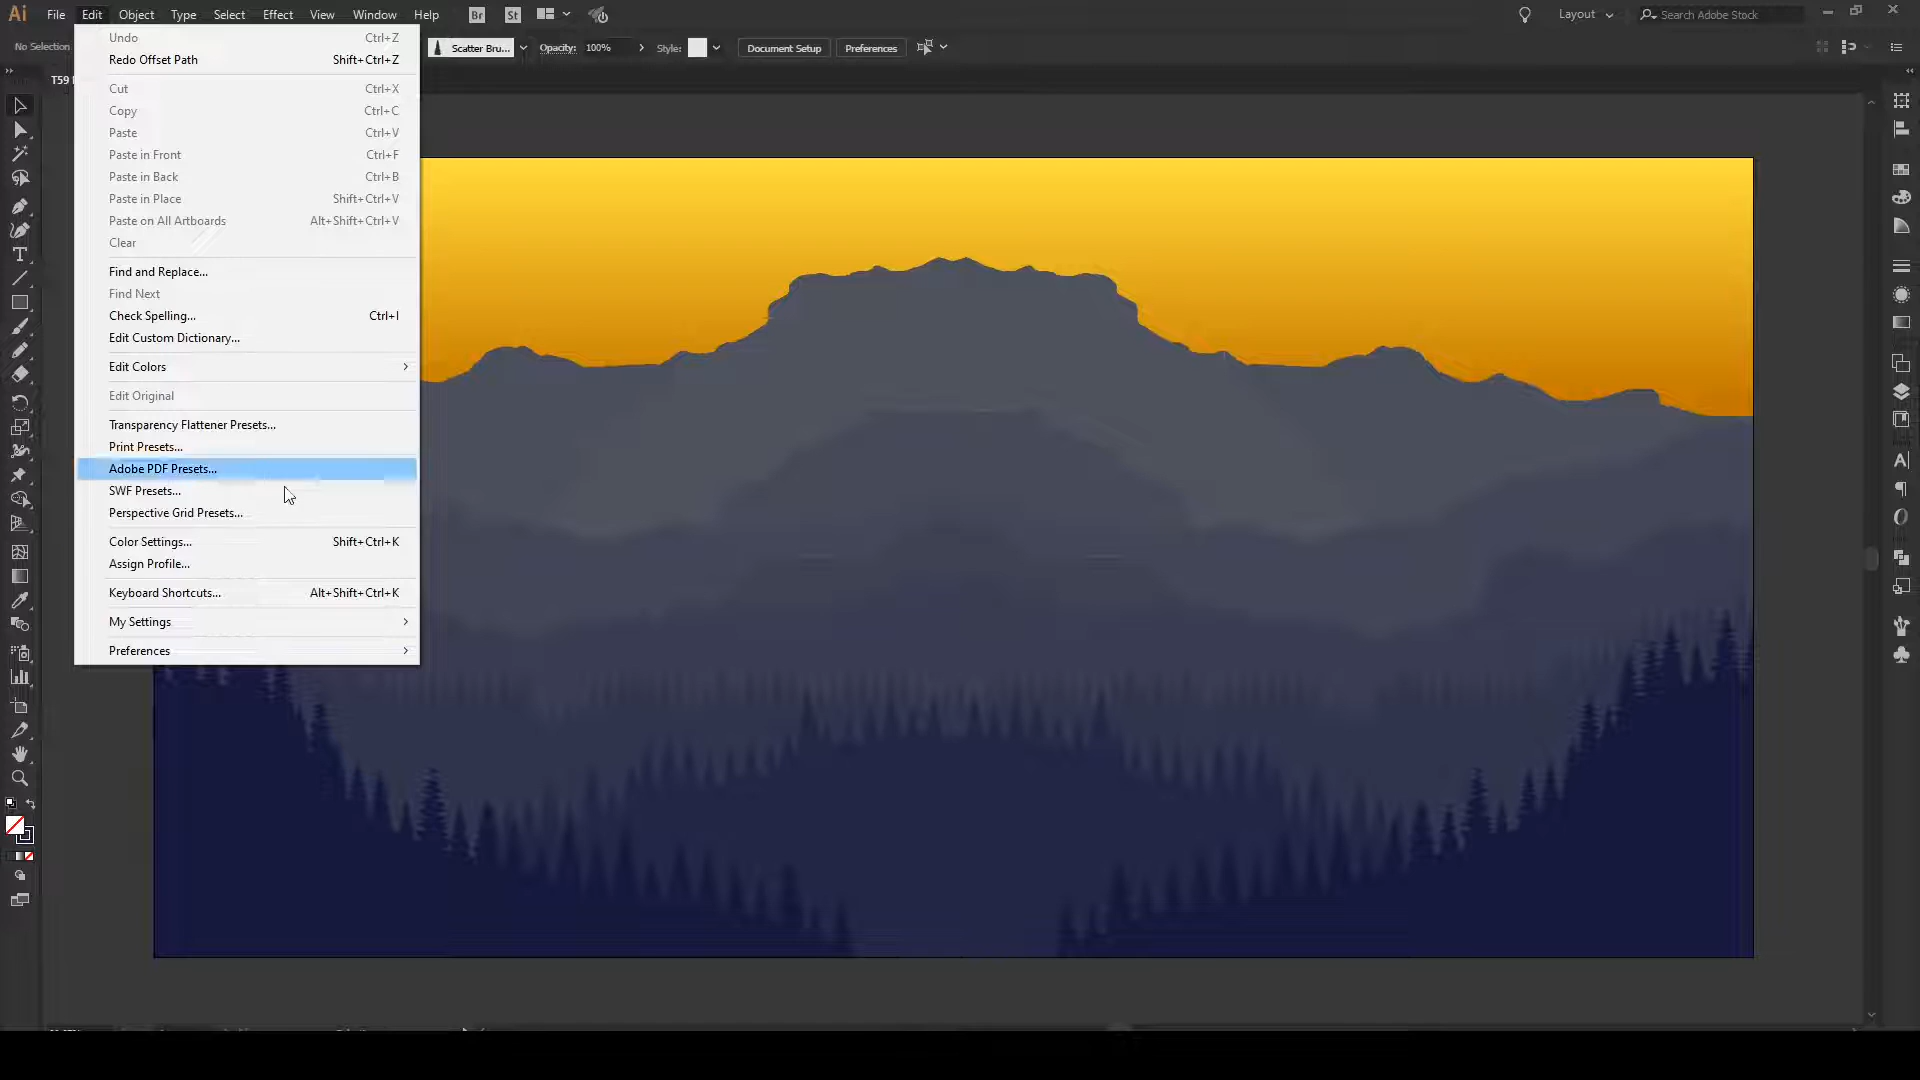 Ai File Edit Object Type Select Effect View Window Help Br St Layout Search Adobe Stock
No Selection Scatter Bru... Opacity: 100% Style: Document Setup Preferences
T59
Undo Ctrl+Z
Redo Offset Path Shift+Ctrl+Z
Cut Ctrl+X
Copy Ctrl+C
Paste Ctrl+V
Paste in Front Ctrl+F
Paste in Back Ctrl+B
Paste in Place Shift+Ctrl+V
Paste on All Artboards Alt+Shift+Ctrl+V
Clear
Find and Replace...
Find Next
Check Spelling... Ctrl+I
Edit Custom Dictionary...
Edit Colors
Edit Original
Transparency Flattener Presets...
Print Presets...
Adobe PDF Presets...
SWF Presets...
Perspective Grid Presets...
Color Settings... Shift+Ctrl+K
Assign Profile...
Keyboard Shortcuts... Alt+Shift+Ctrl+K
My Settings
Preferences